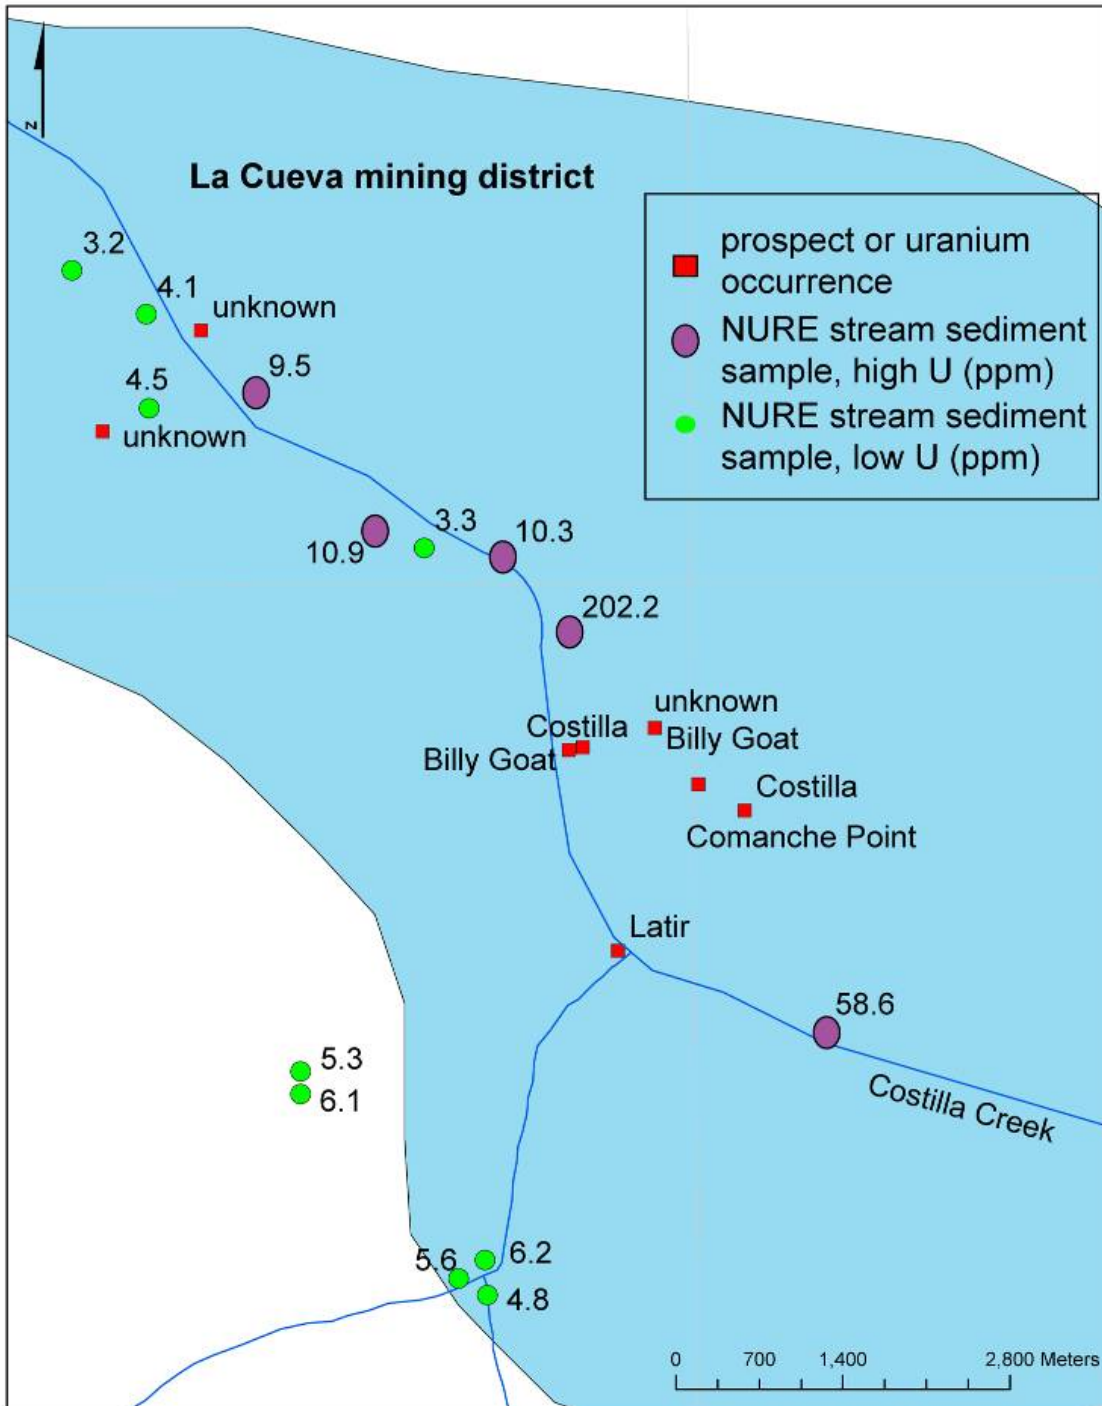 N
La Cueva mining district
prospect or uranium
occurrence
NURE stream sediment
sample, high U (ppm)
NURE stream sediment
sample, low U (ppm)
3.2
4.1
unknown
9.5
4.5
unknown
3.3
10.3
10.9
202.2
unknown
Costilla
Billy Goat
Billy Goat
Costilla
Comanche Point
Latir
58.6
5.3
6.1
Costilla Creek
6.2
5.6
4.8
0 700 1,400 2,800 Meters